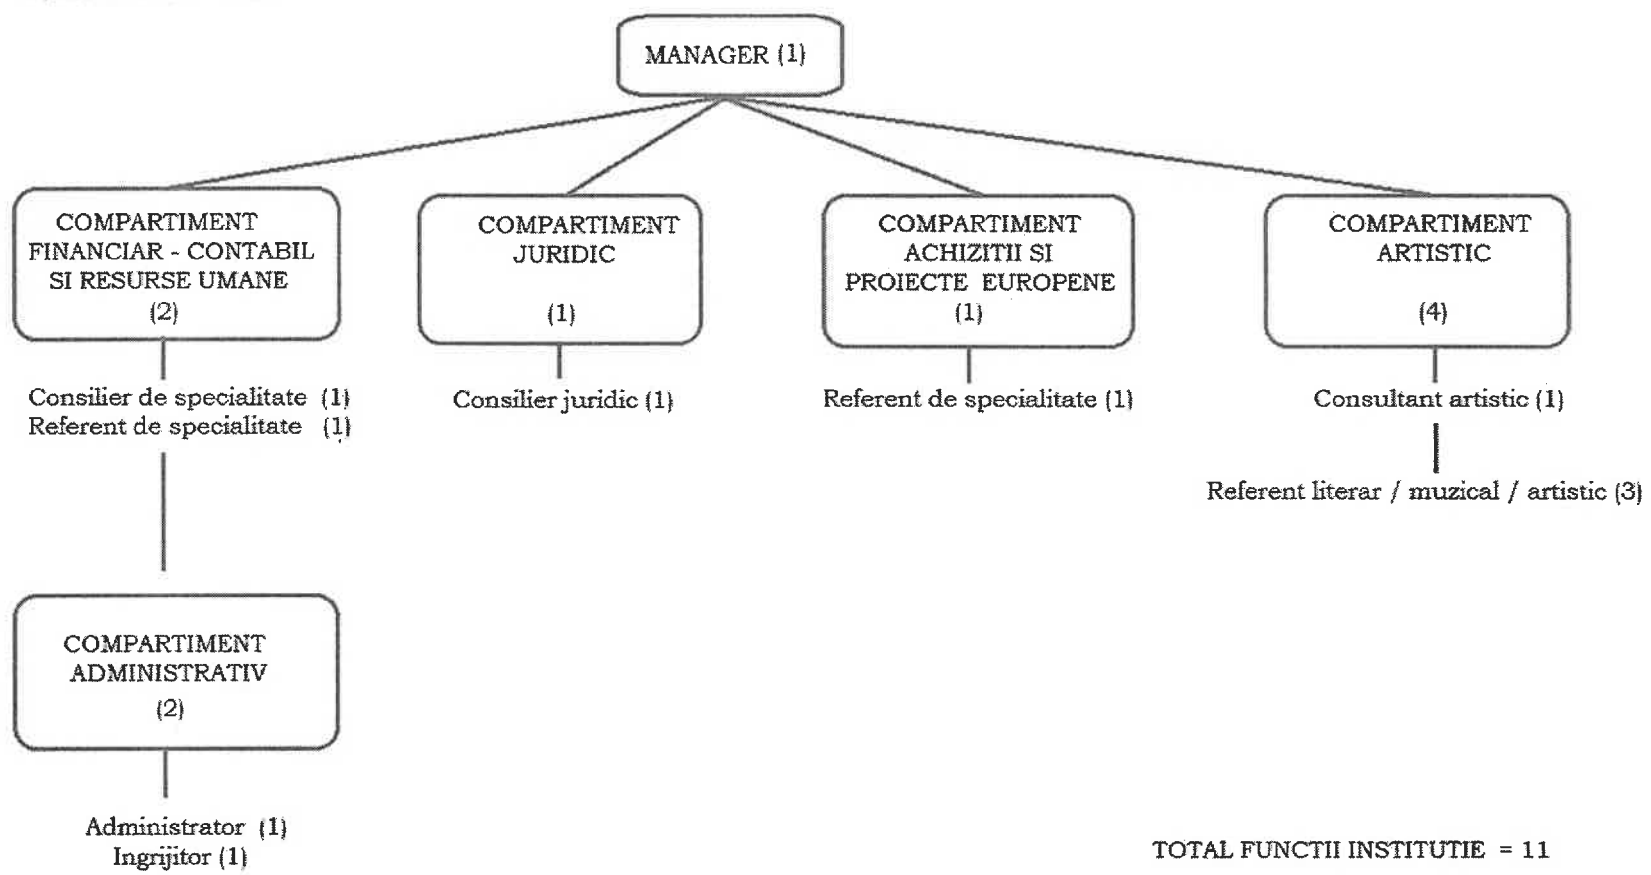 MANAGER (1)
COMPARTIMENT
FINANCIAR - CONTABIL
SI RESURSE UMANE
(2)
COMPARTIMENT
JURIDIC
(1)
COMPARTIMENT
ACHIZITII SI
PROIECTE EUROPENE
(1)
COMPARTIMENT
ARTISTIC
(4)
Consilier de specialitate (1)
Referent de specialitate (1)
Consilier juridic (1)
Referent de specialitate (1)
Consultant artistic (1)
Referent literar / muzical / artistic (3)
COMPARTIMENT
ADMINISTRATIV
(2)
Administrator (1)
Ingrijitor (1)
TOTAL FUNCTII INSTITUTIE = 11